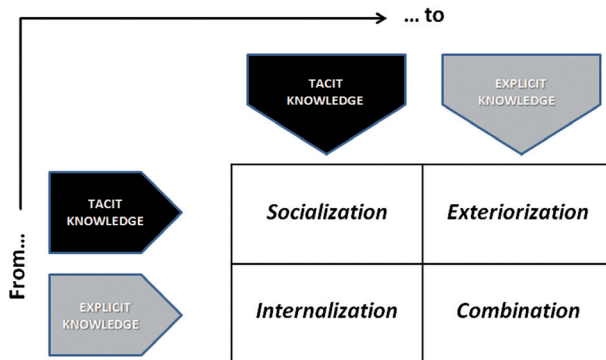 ... to
TACIT
KNOWLEDGE
EXPLICIT
KNOWLEDGE
From...
TACIT
KNOWLEDGE
Socialization
Exteriorization
EXPLICIT
KNOWLEDGE
Internalization
Combination